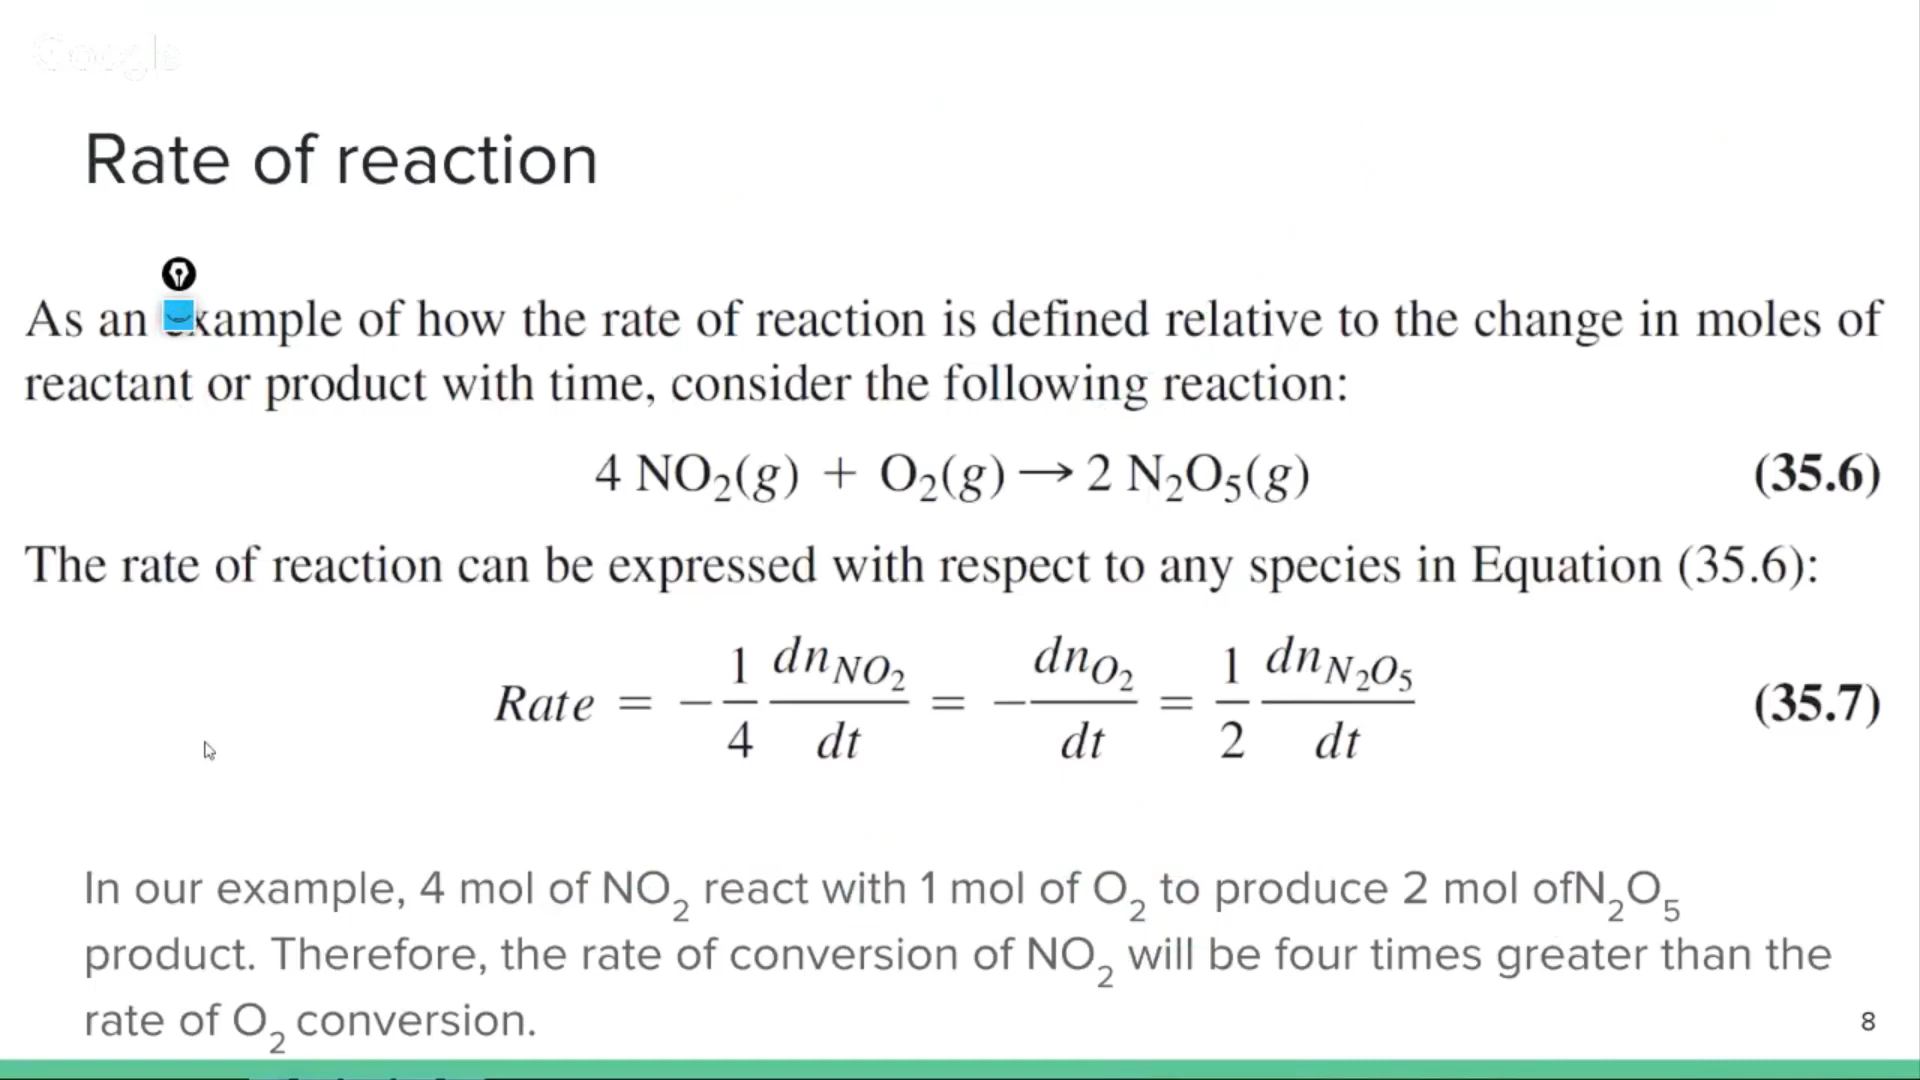 Google
Rate of reaction
As an example of how the rate of reaction is defined relative to the change in moles of
reactant or product with time, consider the following reaction:
4 NO₂(g) + O₂(g) → 2 N₂O₅(g) (35.6)
The rate of reaction can be expressed with respect to any species in Equation (35.6):
Rate = −1/4 dn_NO₂/dt = −dn_O₂/dt = 1/2 dn_N₂O₅/dt (35.7)
In our example, 4 mol of NO₂ react with 1 mol of O₂ to produce 2 mol ofN₂O₅
product. Therefore, the rate of conversion of NO₂ will be four times greater than the
rate of O₂ conversion.
8